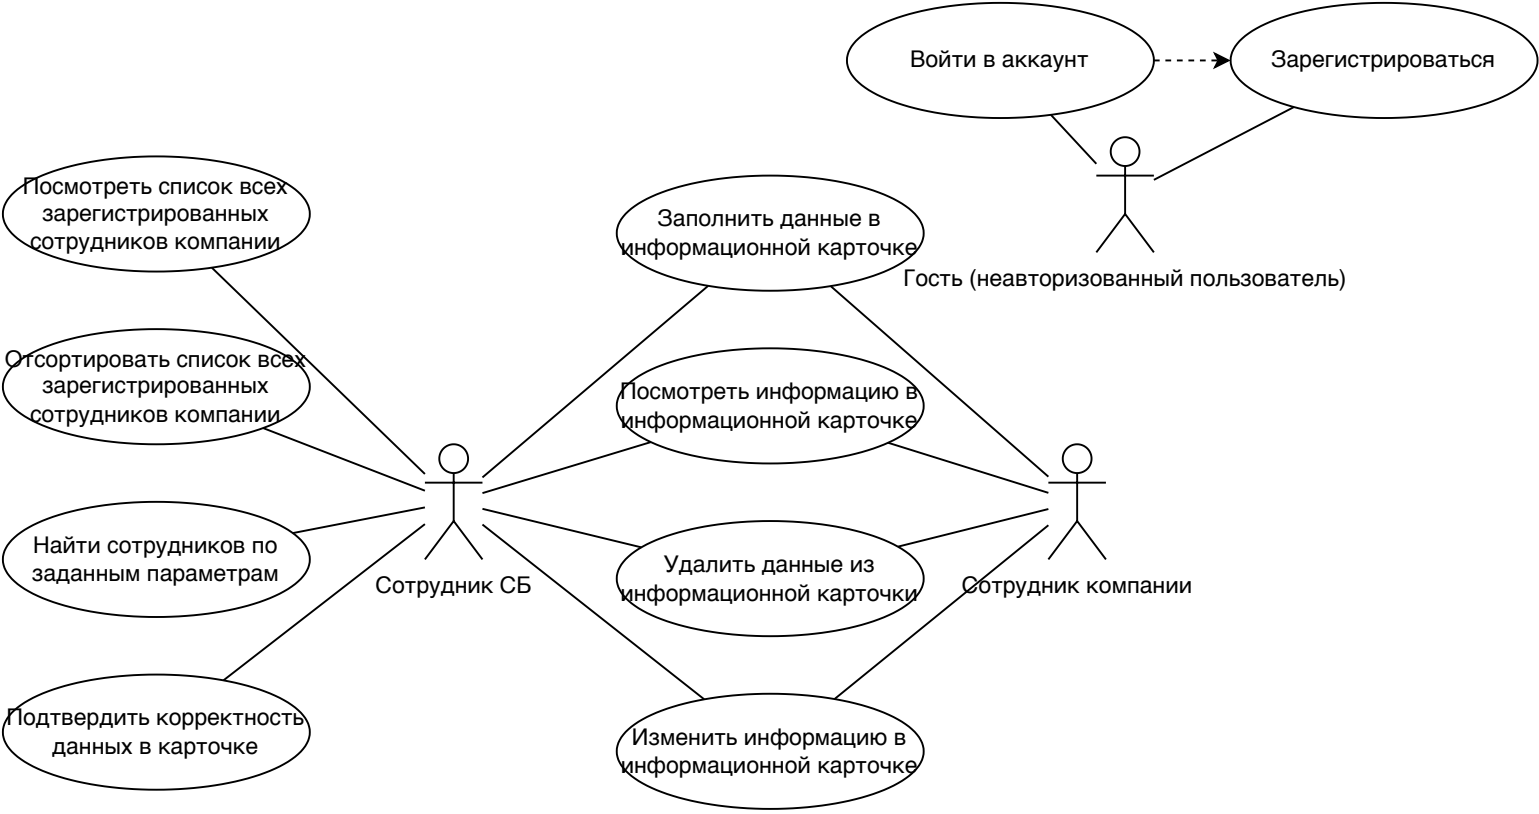 Войти в аккаунт
Зарегистрироваться
Гость (неавторизованный пользователь)
Посмотреть список всех
зарегистрированных
сотрудников компании
Отсортировать список всех
зарегистрированных
сотрудников компании
Найти сотрудников по
заданным параметрам
Подтвердить корректность
данных в карточке
Сотрудник СБ
Заполнить данные в
информационной карточке
Посмотреть информацию в
информационной карточке
Удалить данные из
информационной карточки
Изменить информацию в
информационной карточке
Сотрудник компании